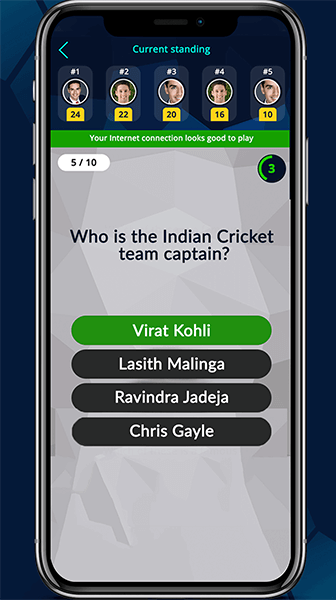 Current standing
#1 #2 #3 #4 #5
24 22 20 16 10
Your Internet connection looks good to play
5 / 10
3
Who is the Indian Cricket
team captain?
Virat Kohli
Lasith Malinga
Ravindra Jadeja
Chris Gayle